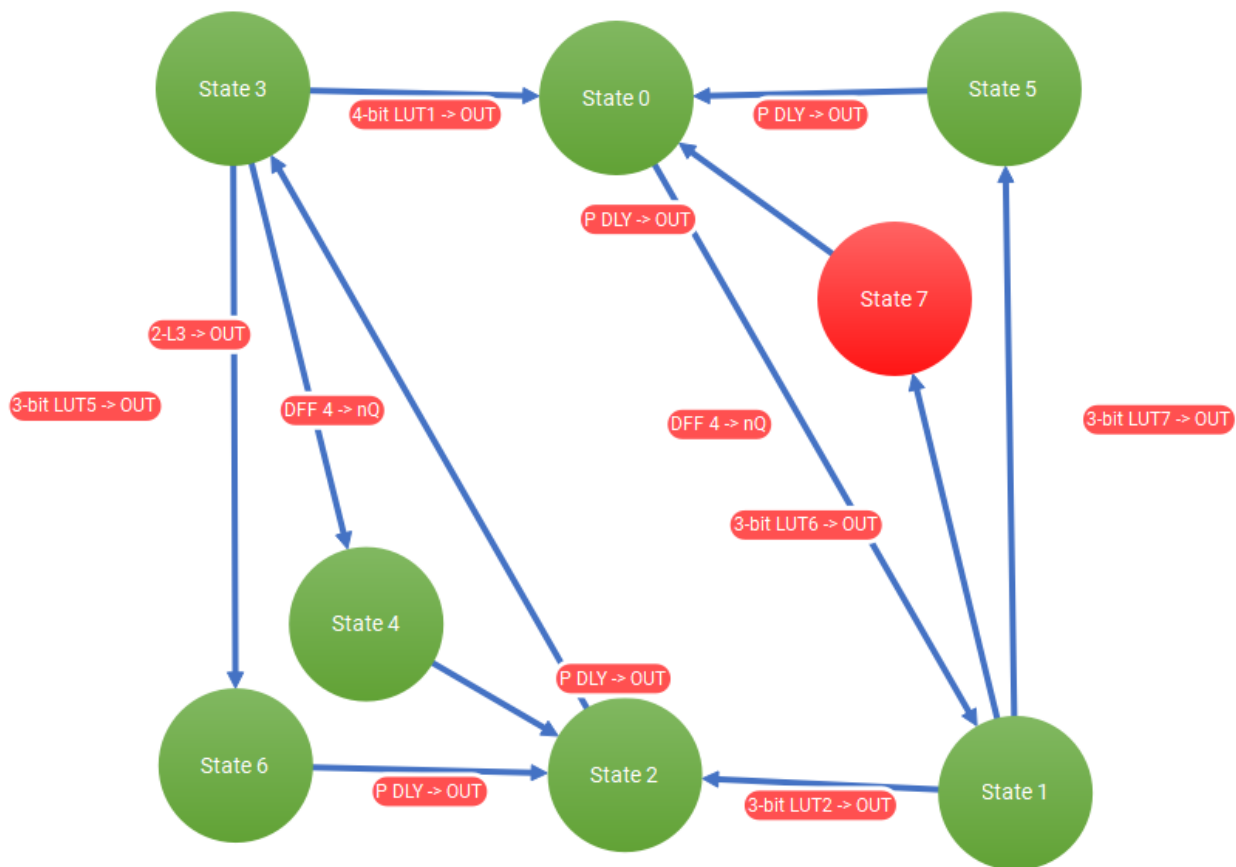 State 3
State 0
State 5
4-bit LUT1 -> OUT
P DLY -> OUT
P DLY -> OUT
State 7
2-L3 -> OUT
3-bit LUT5 -> OUT
DFF 4 -> nQ
DFF 4 -> nQ
3-bit LUT7 -> OUT
3-bit LUT6 -> OUT
State 4
P DLY -> OUT
State 6
State 2
State 1
P DLY -> OUT
3-bit LUT2 -> OUT